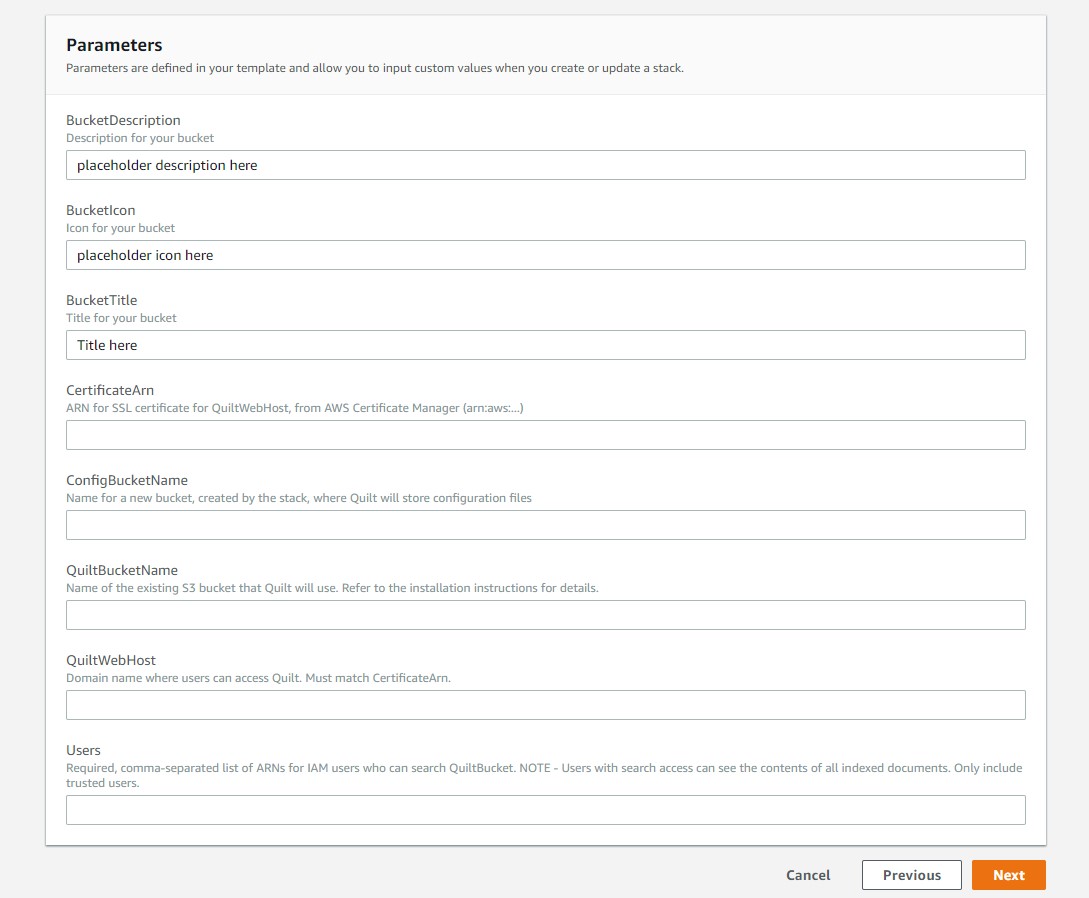 Parameters
Parameters are defined in your template and allow you to input custom values when you create or update a stack.
BucketDescription
Description for your bucket
placeholder description here
BucketIcon
Icon for your bucket
placeholder icon here
BucketTitle
Title for your bucket
Title here
CertificateArn
ARN for SSL certificate for QuiltWebHost, from AWS Certificate Manager (arn:aws:...)
ConfigBucketName
Name for a new bucket, created by the stack, where Quilt will store configuration files
QuiltBucketName
Name of the existing S3 bucket that Quilt will use. Refer to the installation instructions for details.
QuiltWebHost
Domain name where users can access Quilt. Must match CertificateArn.
Users
Required, comma-separated list of ARNs for IAM users who can search QuiltBucket. NOTE - Users with search access can see the contents of all indexed documents. Only include
trusted users.
Cancel Previous Next